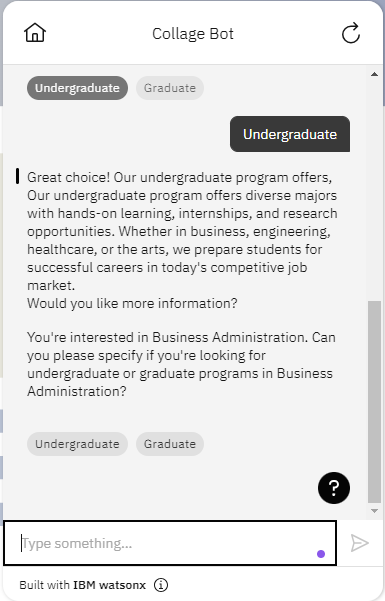 Collage Bot
Undergraduate Graduate
Undergraduate
Great choice! Our undergraduate program offers,
Our undergraduate program offers diverse majors
with hands-on learning, internships, and research
opportunities. Whether in business, engineering,
healthcare, or the arts, we prepare students for
successful careers in today's competitive job
market.
Would you like more information?
You're interested in Business Administration. Can
you please specify if you're looking for
undergraduate or graduate programs in Business
Administration?
Undergraduate Graduate
?
Type something...
Built with IBM watsonx